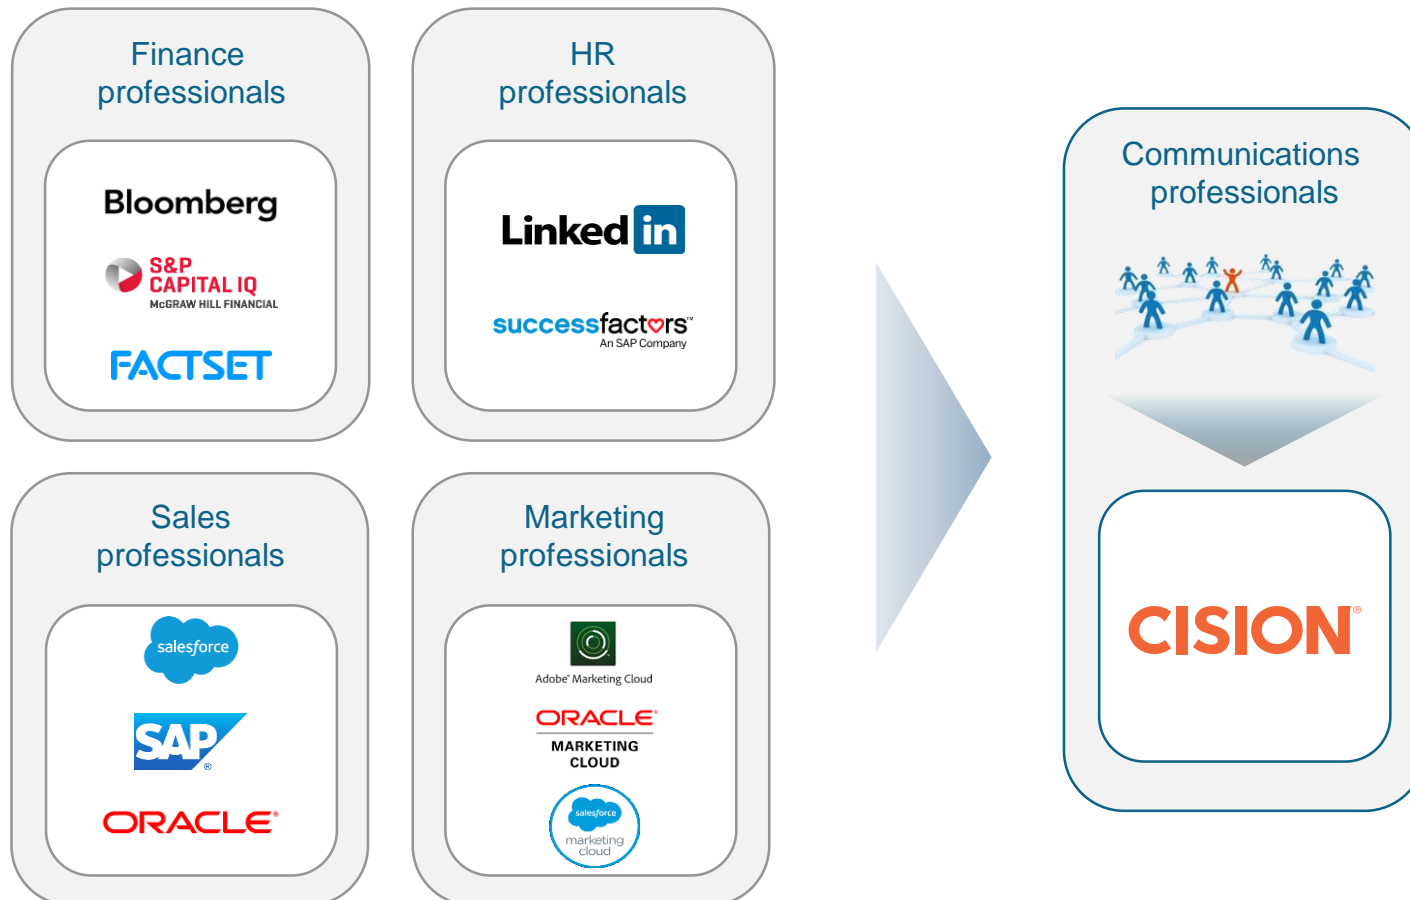 Finance
professionals
Bloomberg
S&P
CAPITAL IQ
McGRAW HILL FINANCIAL
FACTSET
HR
professionals
Linked in
successfactors™
An SAP Company
Sales
professionals
salesforce
SAP®
ORACLE®
Marketing
professionals
Adobe® Marketing Cloud
ORACLE®
MARKETING
CLOUD
salesforce
marketing
cloud
Communications
professionals
CISION®